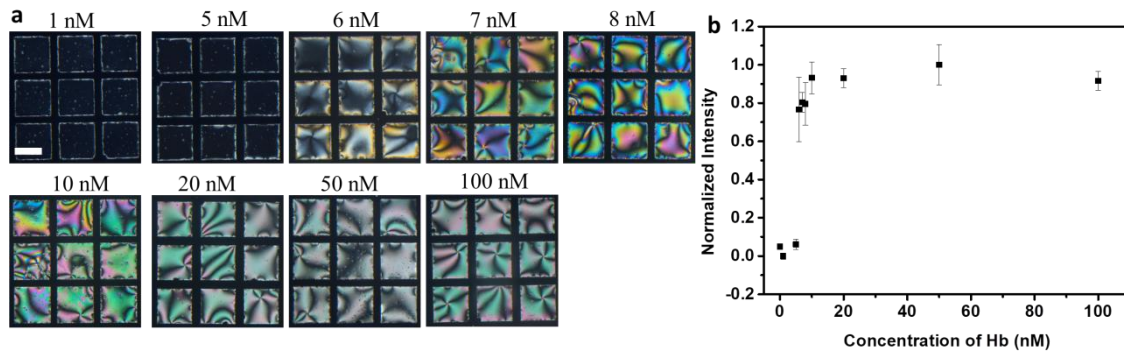 a
1 nM
5 nM
6 nM
7 nM
8 nM
10 nM
20 nM
50 nM
100 nM
b
1.2
1.0
0.8
0.6
0.4
0.2
0.0
-0.2
Normalized Intensity
0
20
40
60
80
100
Concentration of Hb (nM)